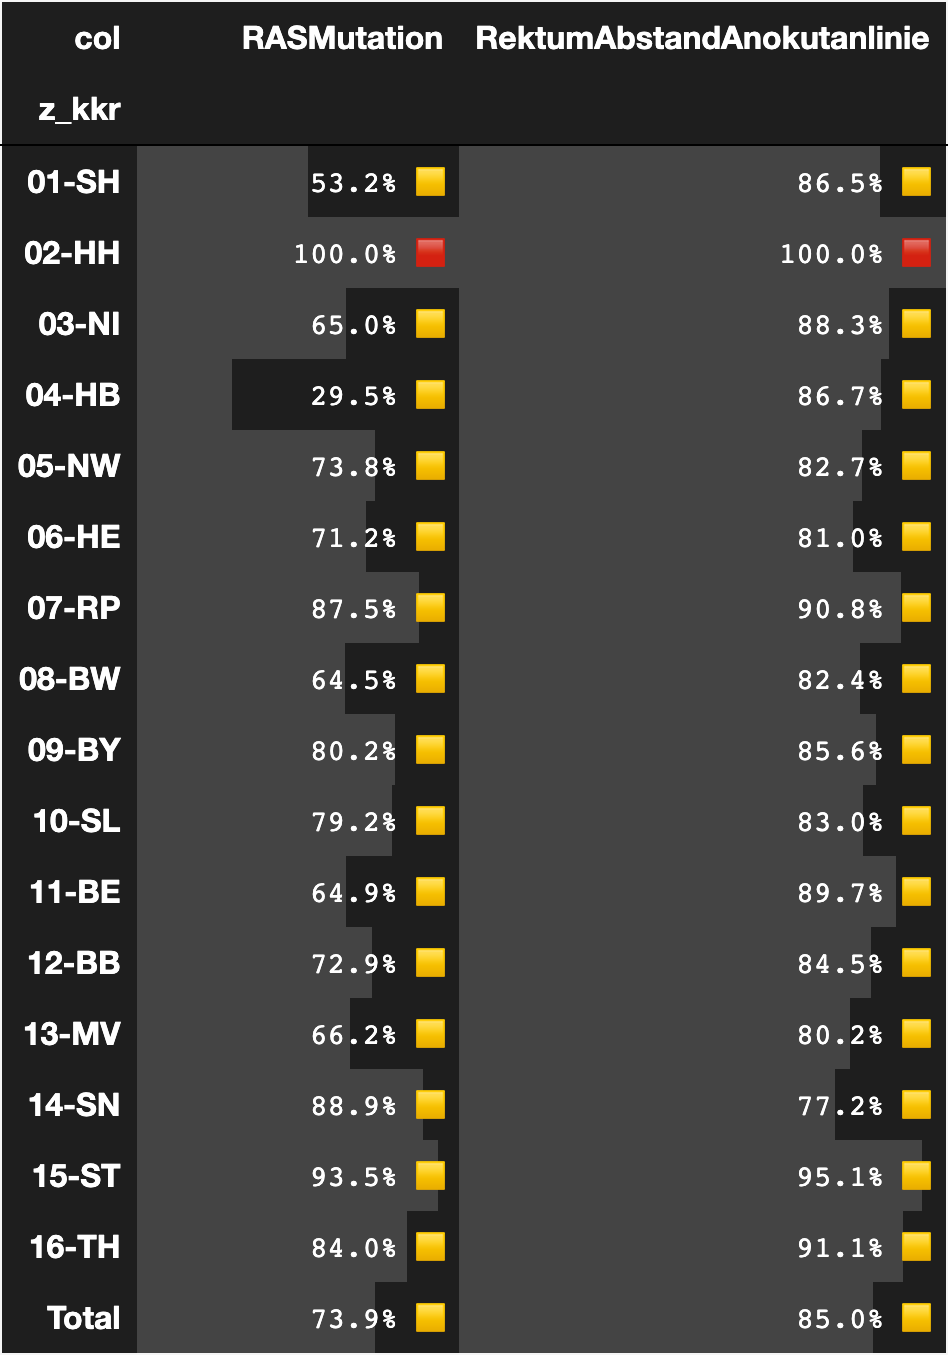 col RASMutation RektumAbstandAnokutanlinie
z_kkr
01-SH 53.2% 86.5%
02-HH 100.0% 100.0%
03-NI 65.0% 88.3%
04-HB 29.5% 86.7%
05-NW 73.8% 82.7%
06-HE 71.2% 81.0%
07-RP 87.5% 90.8%
08-BW 64.5% 82.4%
09-BY 80.2% 85.6%
10-SL 79.2% 83.0%
11-BE 64.9% 89.7%
12-BB 72.9% 84.5%
13-MV 66.2% 80.2%
14-SN 88.9% 77.2%
15-ST 93.5% 95.1%
16-TH 84.0% 91.1%
Total 73.9% 85.0%